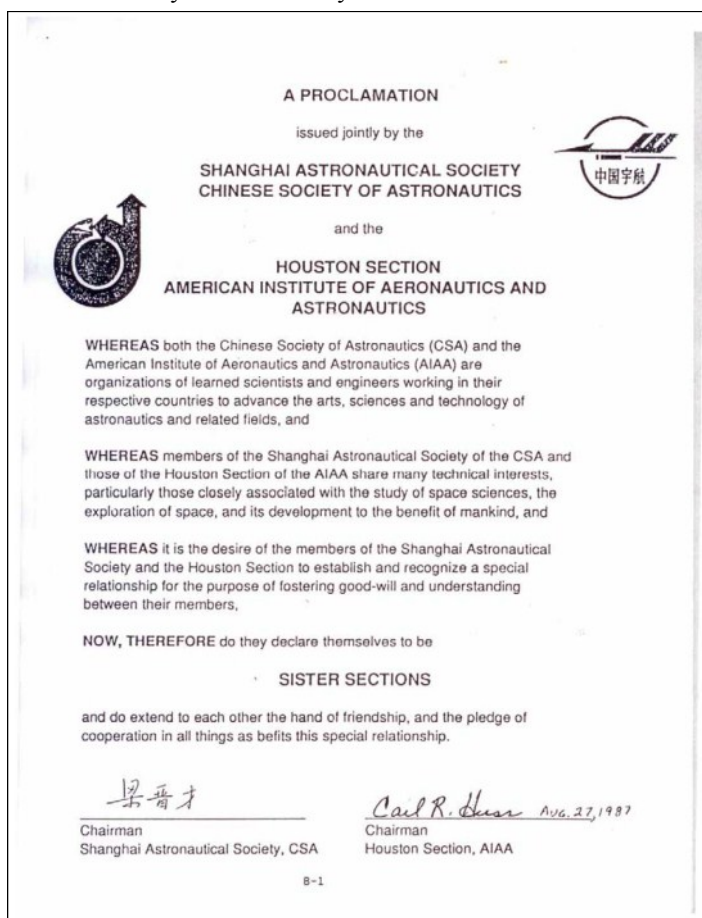 A PROCLAMATION
issued jointly by the
SHANGHAI ASTRONAUTICAL SOCIETY
CHINESE SOCIETY OF ASTRONAUTICS
中国宇航
and the
HOUSTON SECTION
AMERICAN INSTITUTE OF AERONAUTICS AND
ASTRONAUTICS
WHEREAS both the Chinese Society of Astronautics (CSA) and the
American Institute of Aeronautics and Astronautics (AIAA) are
organizations of learned scientists and engineers working in their
respective countries to advance the arts, sciences and technology of
astronautics and related fields, and
WHEREAS members of the Shanghai Astronautical Society of the CSA and
those of the Houston Section of the AIAA share many technical interests,
particularly those closely associated with the study of space sciences, the
exploration of space, and its development to the benefit of mankind, and
WHEREAS it is the desire of the members of the Shanghai Astronautical
Society and the Houston Section to establish and recognize a special
relationship for the purpose of fostering good-will and understanding
between their members,
NOW, THEREFORE do they declare themselves to be
SISTER SECTIONS
and do extend to each other the hand of friendship, and the pledge of
cooperation in all things as befits this special relationship.
梁晋才
Carl R. Huss AUG. 27, 1987
Chairman
Shanghai Astronautical Society, CSA
Chairman
Houston Section, AIAA
B-1